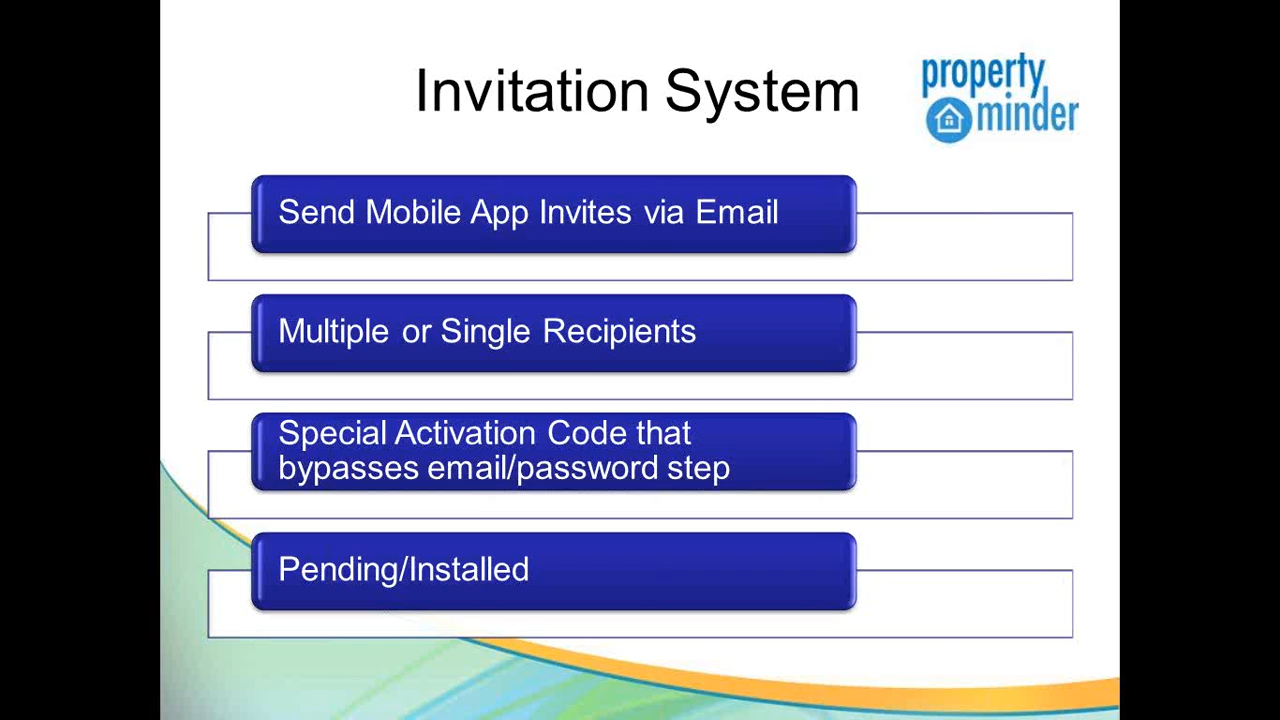 Invitation System
property
minder
Send Mobile App Invites via Email
Multiple or Single Recipients
Special Activation Code that
bypasses email/password step
Pending/Installed